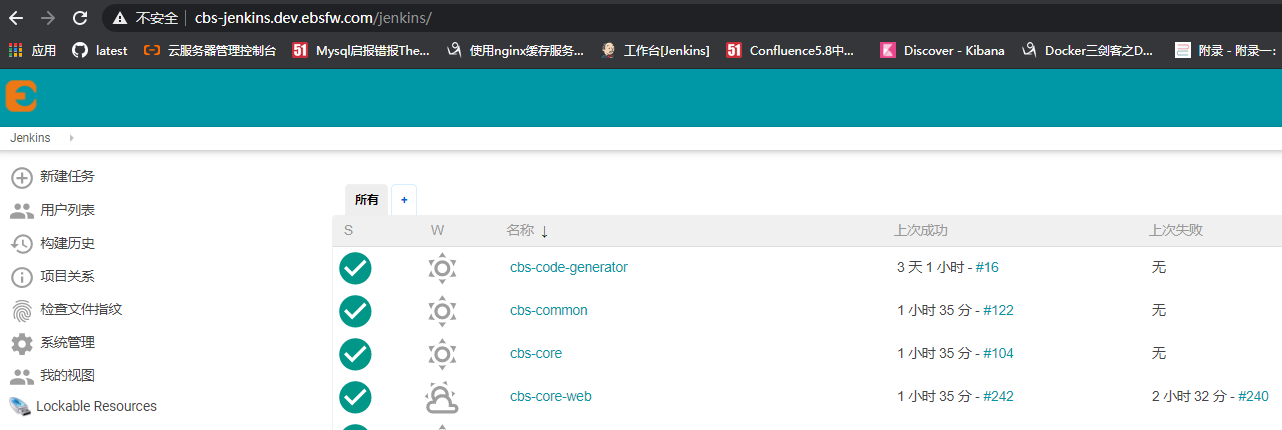 不安全 | cbs-jenkins.dev.ebsfw.com/jenkins/
应用 latest 云服务器管理控制台 Mysql启报错报The... 使用nginx缓存服务... 工作台[Jenkins] Confluence5.8中... Discover - Kibana Docker三剑客之D... 附录 - 附录一:
Jenkins
新建任务
用户列表
构建历史
项目关系
检查文件指纹
系统管理
我的视图
Lockable Resources
所有 +
S W 名称 ↓ 上次成功 上次失败
cbs-code-generator 3 天 1 小时 - #16 无
cbs-common 1 小时 35 分 - #122 无
cbs-core 1 小时 35 分 - #104 无
cbs-core-web 1 小时 35 分 - #242 2 小时 32 分 - #240